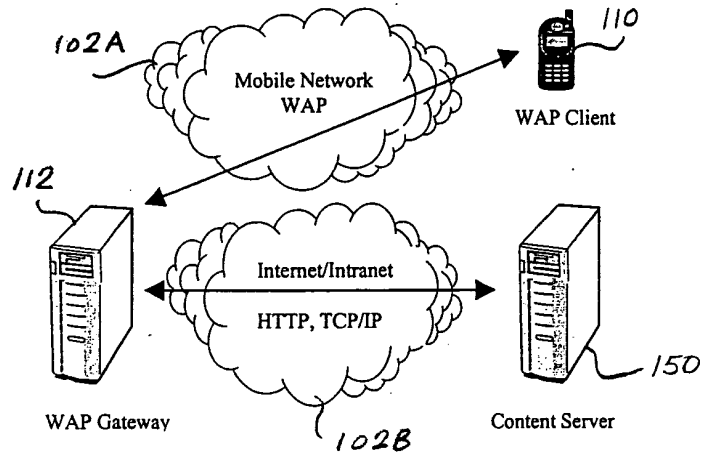 102A
110
Mobile Network
WAP
WAP Client
112
Internet/Intranet
HTTP, TCP/IP
150
WAP Gateway
Content Server
102B